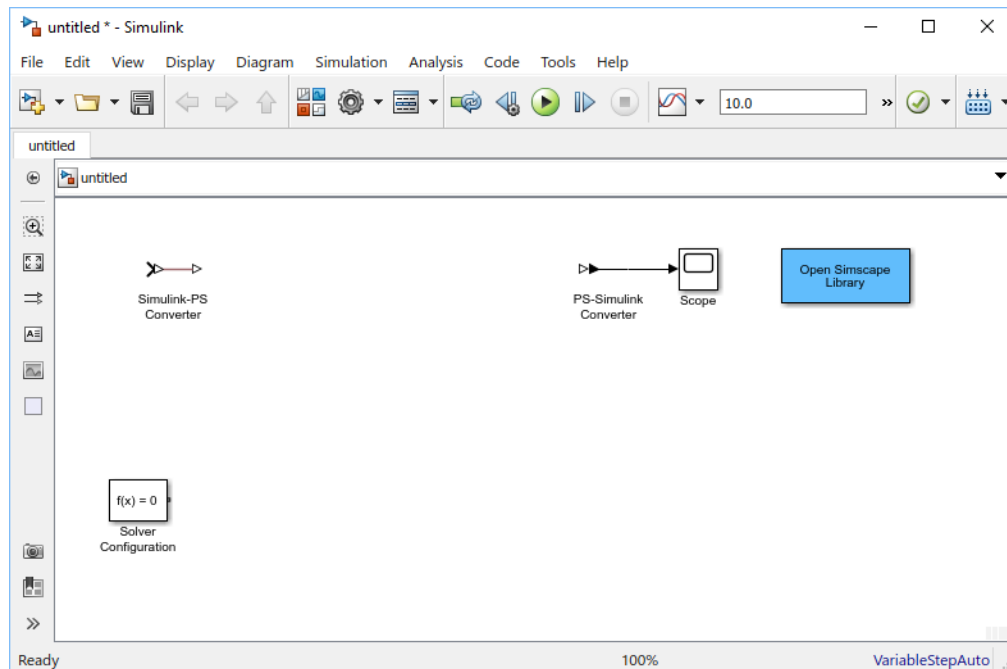 untitled * - Simulink
File Edit View Display Diagram Simulation Analysis Code Tools Help
10.0 »
untitled
untitled
Simulink-PS
Converter
PS-Simulink
Converter
Scope
Open Simscape
Library
A
f(x) = 0
Solver
Configuration
»
Ready 100% VariableStepAuto